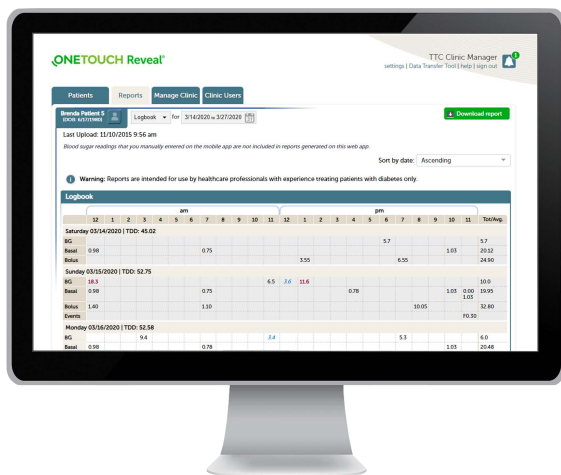 ONETOUCH Reveal®
TTC Clinic Manager
settings | Data Transfer Tool | help | sign out
Patients Reports Manage Clinic Clinic Users
Brenda Patient 5
Logbook for 3/14/2020 to 3/27/2020
Download report
Last Upload: 11/10/2015 9:56 am
Blood sugar readings that you manually entered on the mobile app are not included in reports generated on this web app.
Sort by date: Ascending
Warning: Reports are intended for use by healthcare professionals with experience treating patients with diabetes only.
Logbook
am pm
12 1 2 3 4 5 6 7 8 9 10 11 12 1 2 3 4 5 6 7 8 9 10 11 Tot/Avg.
Saturday 03/14/2020 | TDD: 45.02
BG 5.7 5.7
Basal 0.98 0.75 1.03 20.12
Bolus 3.55 6.55 24.90
Sunday 03/15/2020 | TDD: 52.75
BG 18.3 6.5 3.6 11.6 10.0
Basal 0.98 0.75 0.78 1.03 0.00 19.95
1.03
Bolus 1.40 1.10 10.05 32.80
Events F0.30
Monday 03/16/2020 | TDD: 52.58
BG 9.4 3.4 5.3 6.0
Basal 0.98 0.78 1.03 20.48